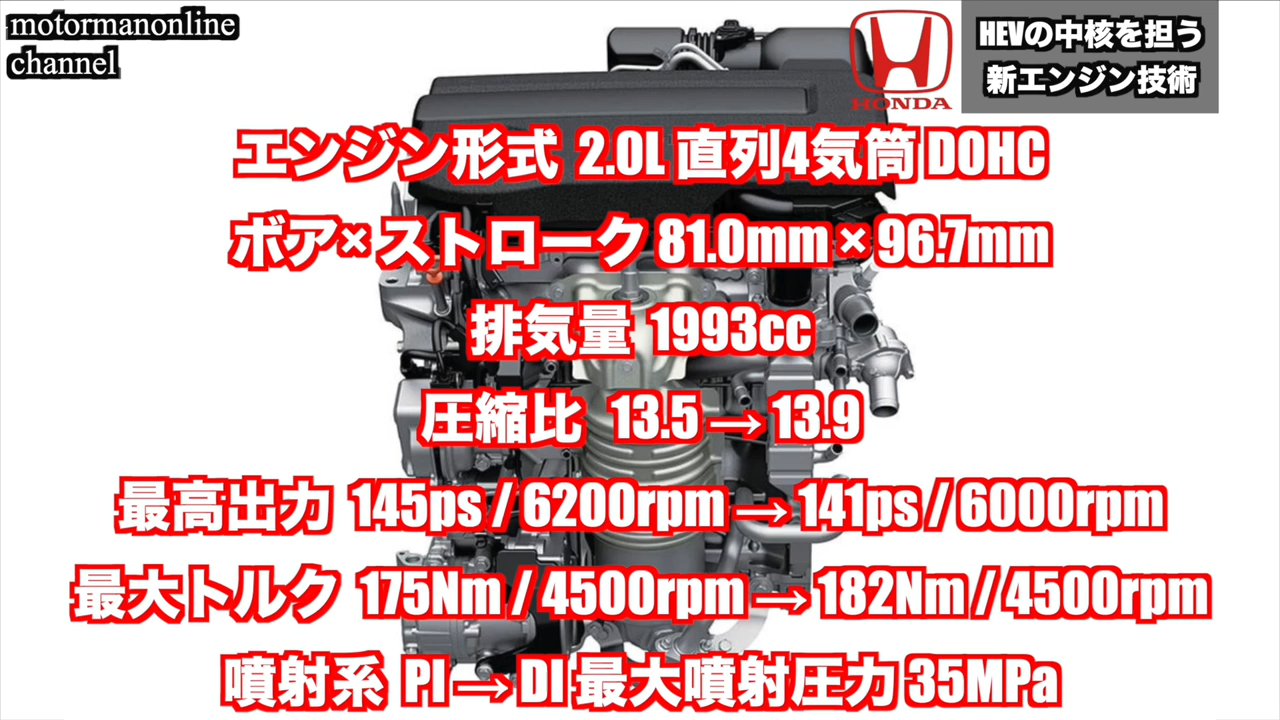 motormanonline
channel
HONDA
HEVの中核を担う
新エンジン技術
エンジン形式 2.0L 直列4気筒 DOHC
ボア×ストローク 81.0mm × 96.7mm
排気量 1993cc
圧縮比 13.5 → 13.9
最高出力 145ps / 6200rpm → 141ps / 6000rpm
最大トルク 175Nm / 4500rpm → 182Nm / 4500rpm
噴射系 PI → DI 最大噴射圧力 35MPa